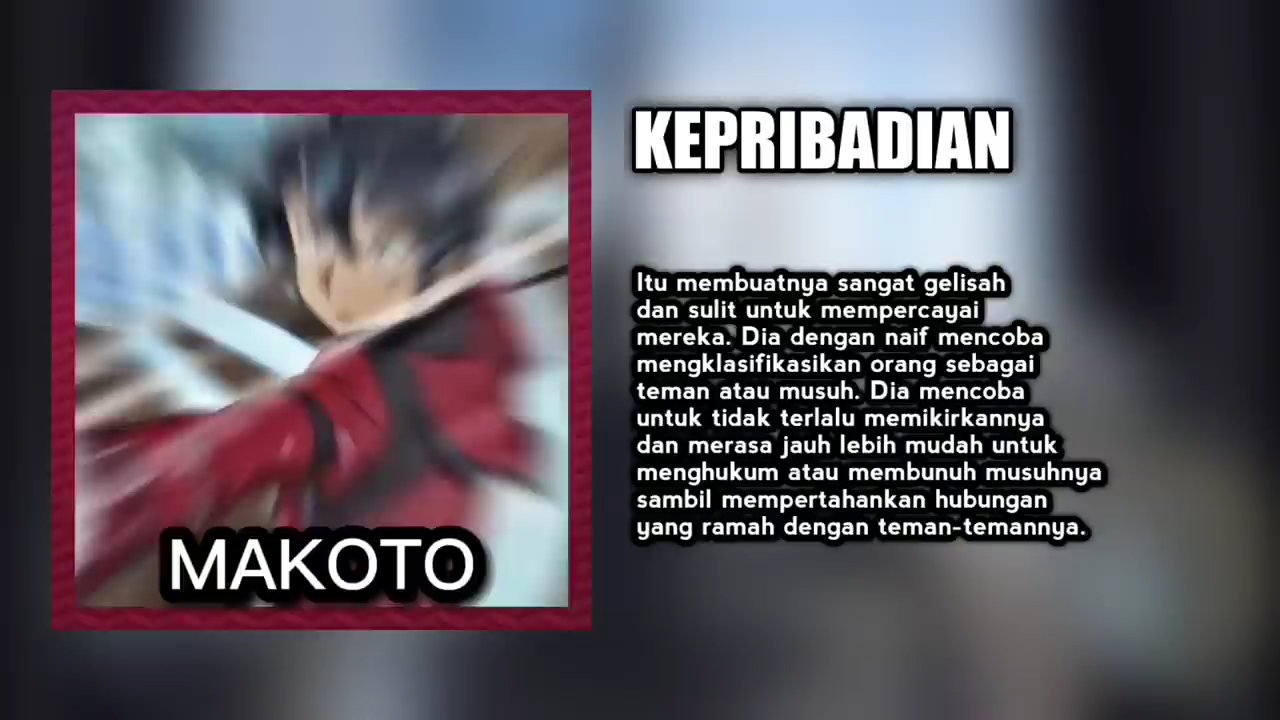 KEPRIBADIAN
Itu membuatnya sangat gelisah
dan sulit untuk mempercayai
mereka. Dia dengan naif mencoba
mengklasifikasikan orang sebagai
teman atau musuh. Dia mencoba
untuk tidak terlalu memikirkannya
dan merasa jauh lebih mudah untuk
menghukum atau membunuh musuhnya
sambil mempertahankan hubungan
yang ramah dengan teman-temannya.
MAKOTO